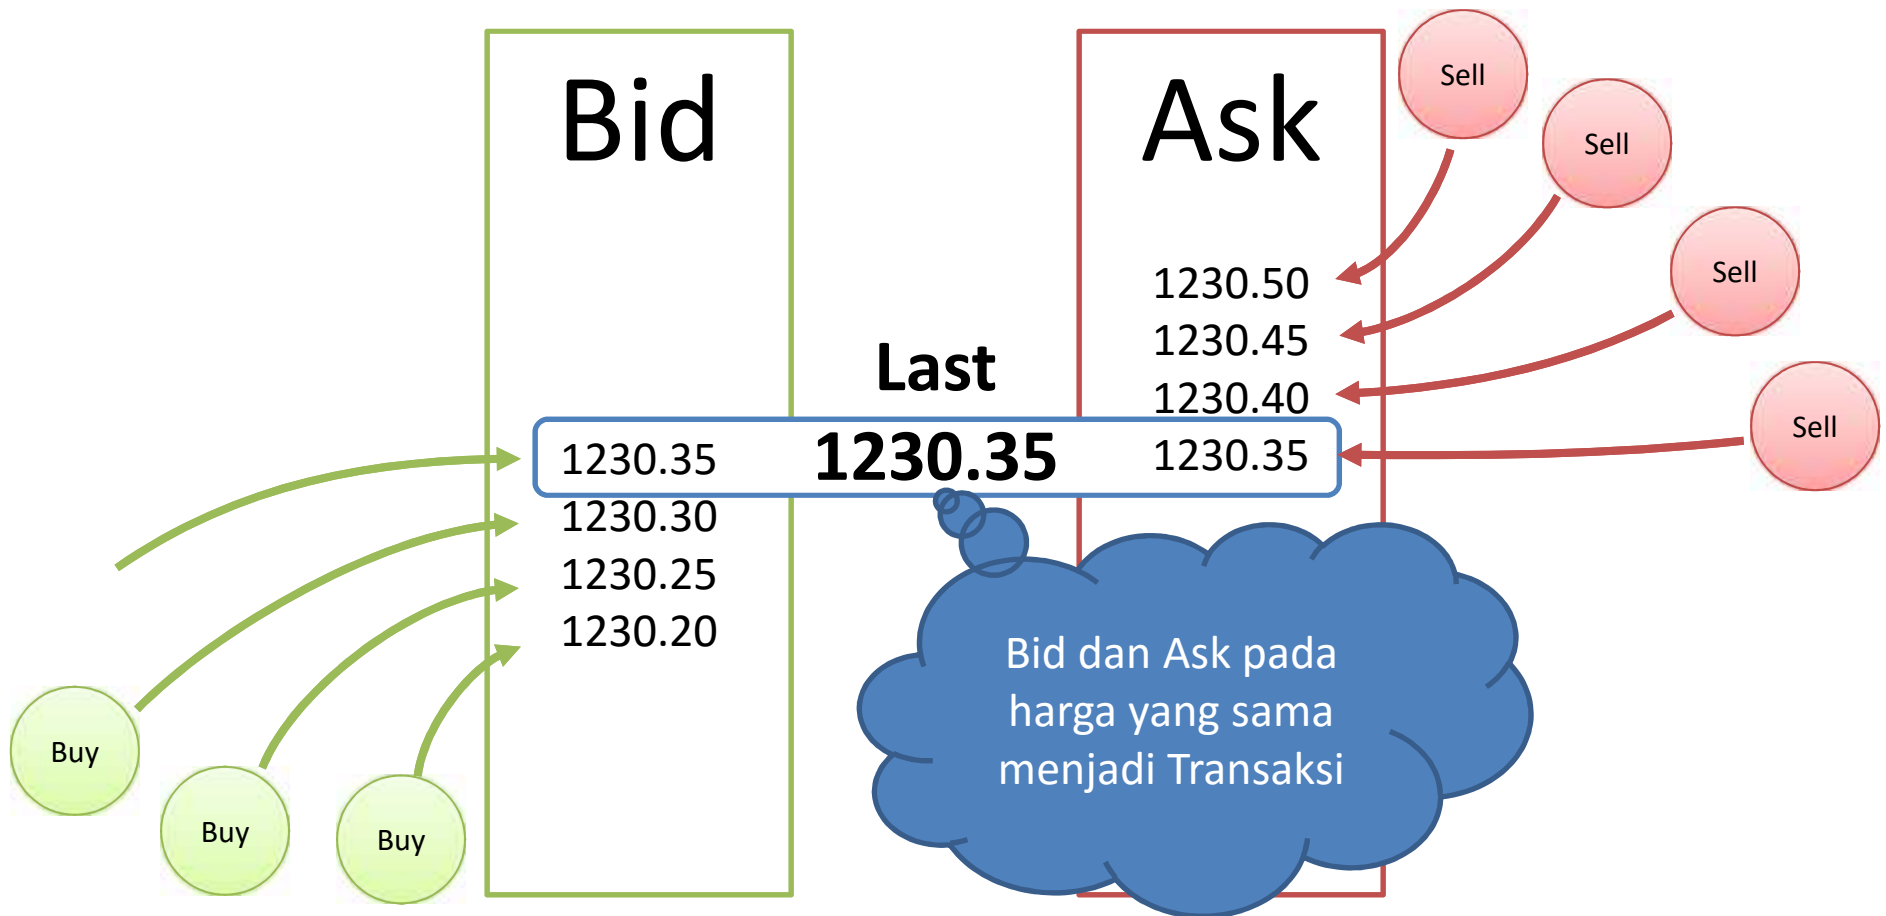 Bid
Ask
Sell
Sell
Sell
Sell
1230.50
1230.45
1230.40
1230.35
Last
1230.35
1230.35
1230.30
1230.25
1230.20
Buy
Buy
Buy
Bid dan Ask pada
harga yang sama
menjadi Transaksi